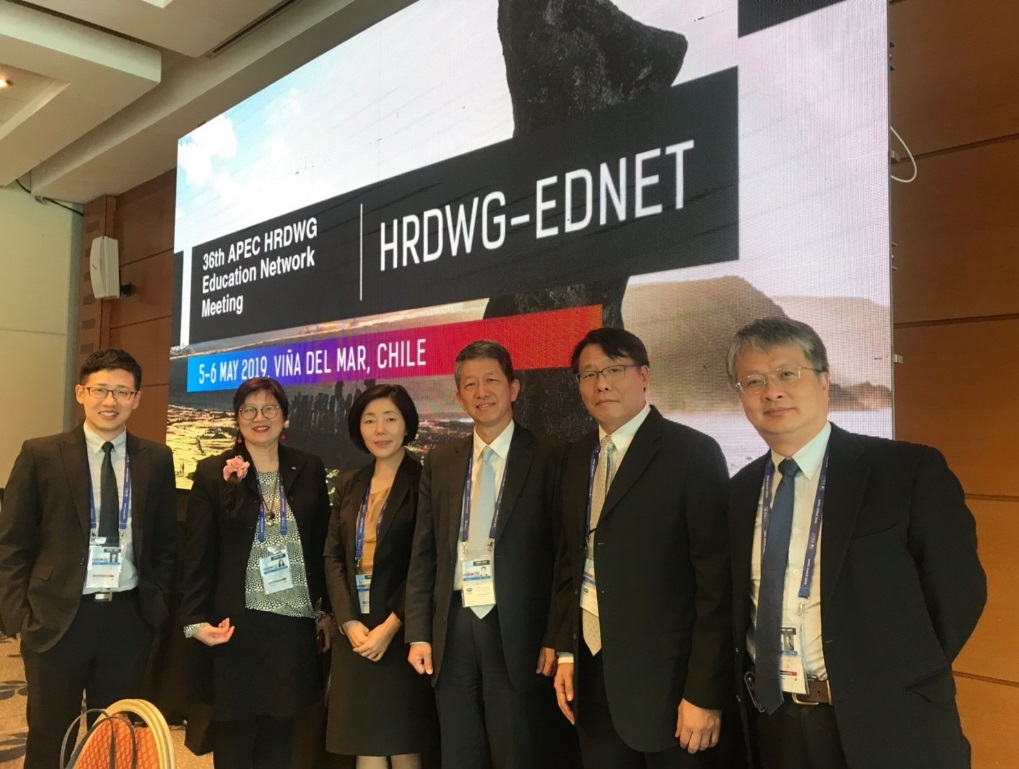 36th APEC HRDWG
Education Network
Meeting
HRDWG-EDNET
5-6 MAY 2019, VIÑA DEL MAR, CHILE